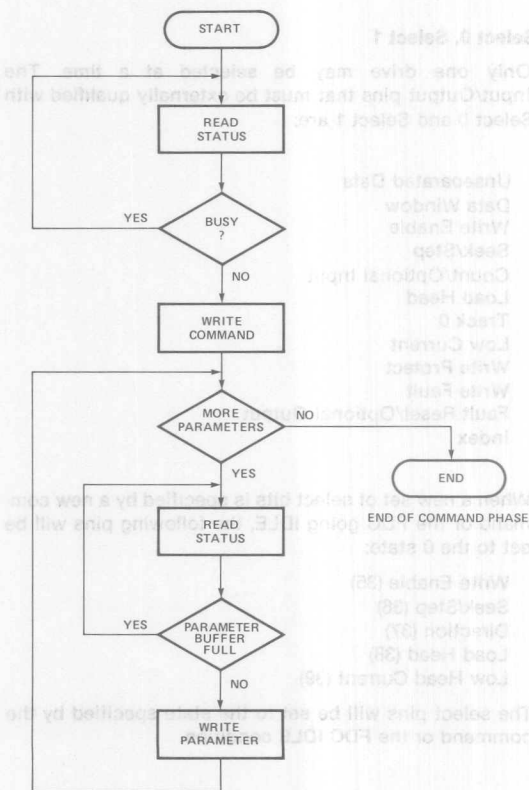 START
READ
STATUS
YES
BUSY
?
NO
WRITE
COMMAND
MORE
PARAMETERS
NO
YES
END
END OF COMMAND PHASE
READ
STATUS
YES
PARAMETER
BUFFER
FULL
NO
WRITE
PARAMETER